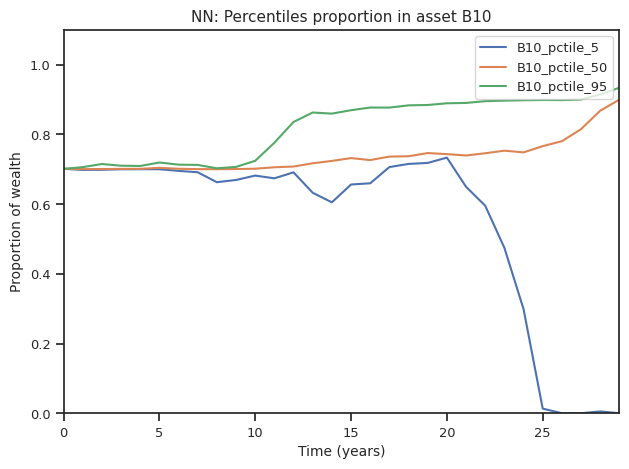 NN: Percentiles proportion in asset B10
B10_pctile_5
B10_pctile_50
B10_pctile_95
Proportion of wealth
1.0
0.8
0.6
0.4
0.2
0.0
0 5 10 15 20 25
Time (years)